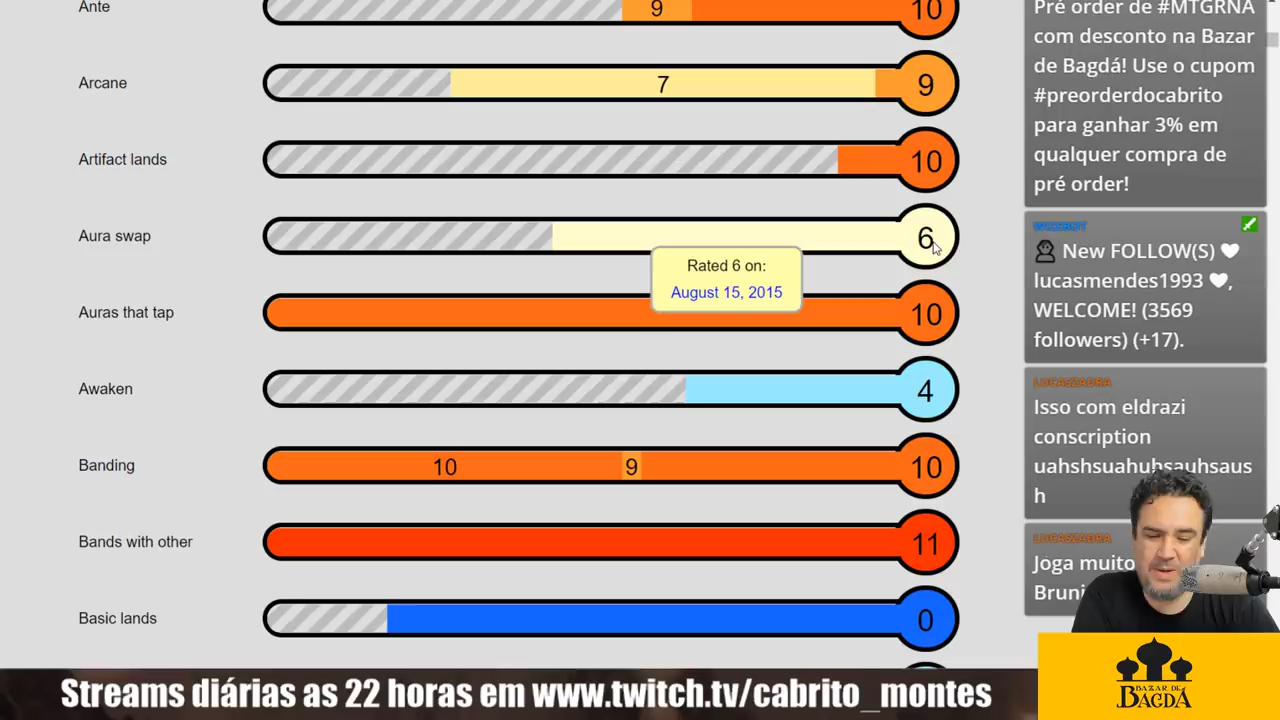 Ante
9
10
Arcane
7
9
Artifact lands
10
Aura swap
6
Rated 6 on:
August 15, 2015
Auras that tap
10
Awaken
4
Banding
10
9
10
Bands with other
11
Basic lands
0
Pré order de #MTGRNA
com desconto na Bazar
de Bagdá! Use o cupom
#preorderdocabrito
para ganhar 3% em
qualquer compra de
pré order!
WIZEBOT
New FOLLOW(S)
lucasmendes1993
WELCOME! (3569
followers) (+17).
LUCASZADRA
Isso com eldrazi
conscription
uahshsuahuhsauhsaus
h
LUCASZADRA
Joga muito
Bruni
Streams diárias as 22 horas em www.twitch.tv/cabrito_montes
BAZAR DE
BAGDÁ